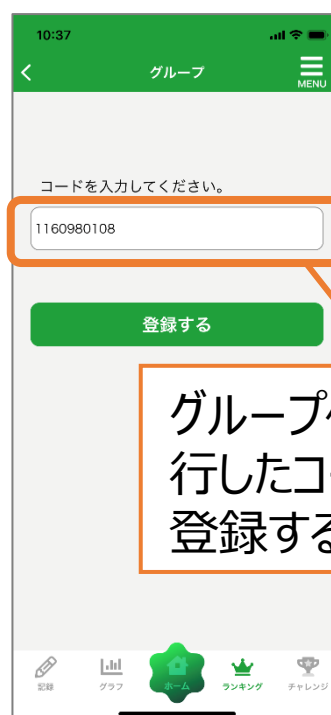 10:37
グループ
MENU
コードを入力してください。
1160980108
登録する
グループ
行したコ
登録する
記録 グラフ ホーム ランキング チャレンジ